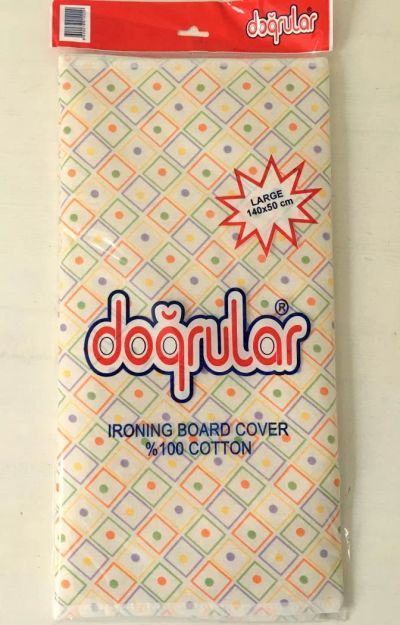 doğrular
LARGE
140x50 cm
doğrular®
IRONING BOARD COVER
%100 COTTON